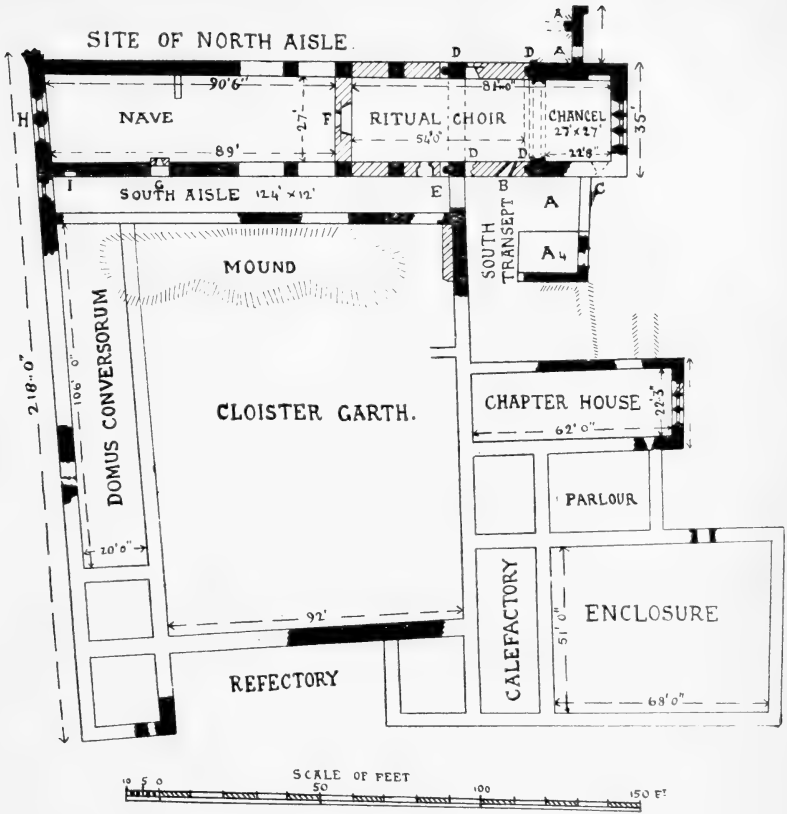 A
SITE OF NORTH AISLE.
D D A
90'6" 81'-0"
H NAVE 27' F RITUAL CHOIR CHANCEL 35'
27' x 27'
54'0"
89' D D 22'8"
I G E B C
SOUTH AISLE 124' x 12'
A
SOUTH TRANSEPT
A4
MOUND
218'-0"
106' 0"
DOMUS CONVERSORUM
CLOISTER GARTH.
CHAPTER HOUSE 22'3"
62'0"
PARLOUR
20'0"
CALEFACTORY
51'0"
ENCLOSURE
92'
REFECTORY
68'0"
SCALE OF FEET
10 5 0 50 100 150 FT